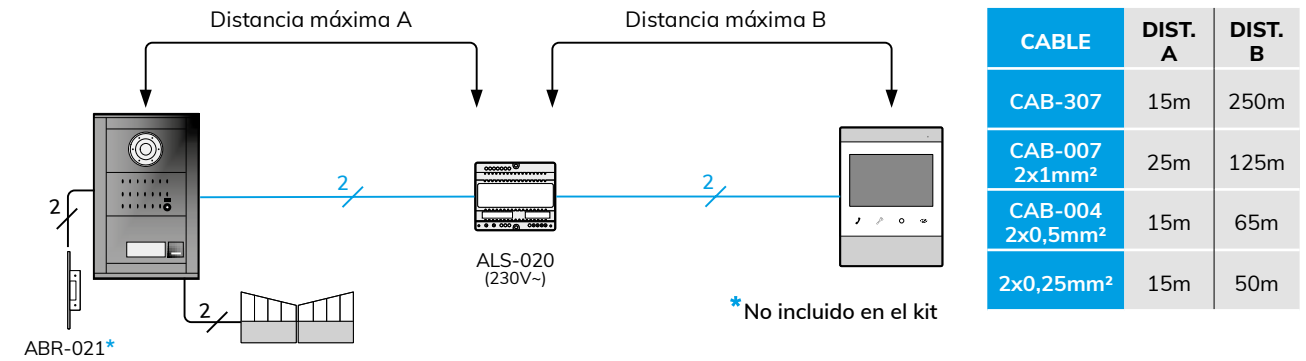 Distancia máxima A
Distancia máxima B
2
2
2
2
ALS-020
(230V~)
ABR-021*
*No incluido en el kit
CABLE DIST. A DIST. B
CAB-307 15m 250m
CAB-007 2x1mm² 25m 125m
CAB-004 2x0,5mm² 15m 65m
2x0,25mm² 15m 50m